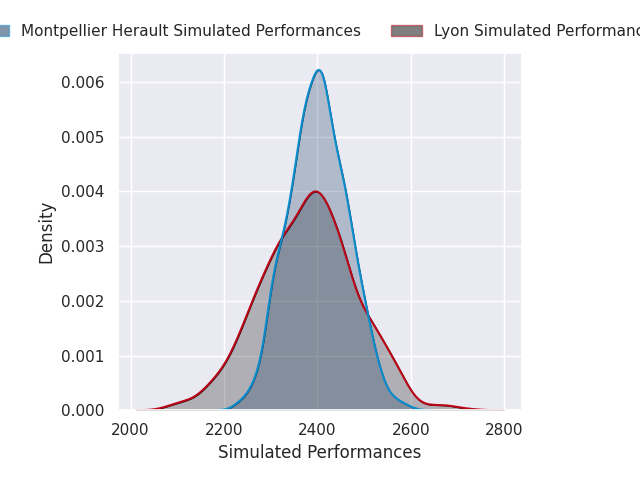 Montpellier Herault Simulated Performances
Lyon Simulated
0.006
0.005
0.004
0.003
0.002
0.001
0.000
Density
2000 2200 2400 2600 2800
Simulated Performances